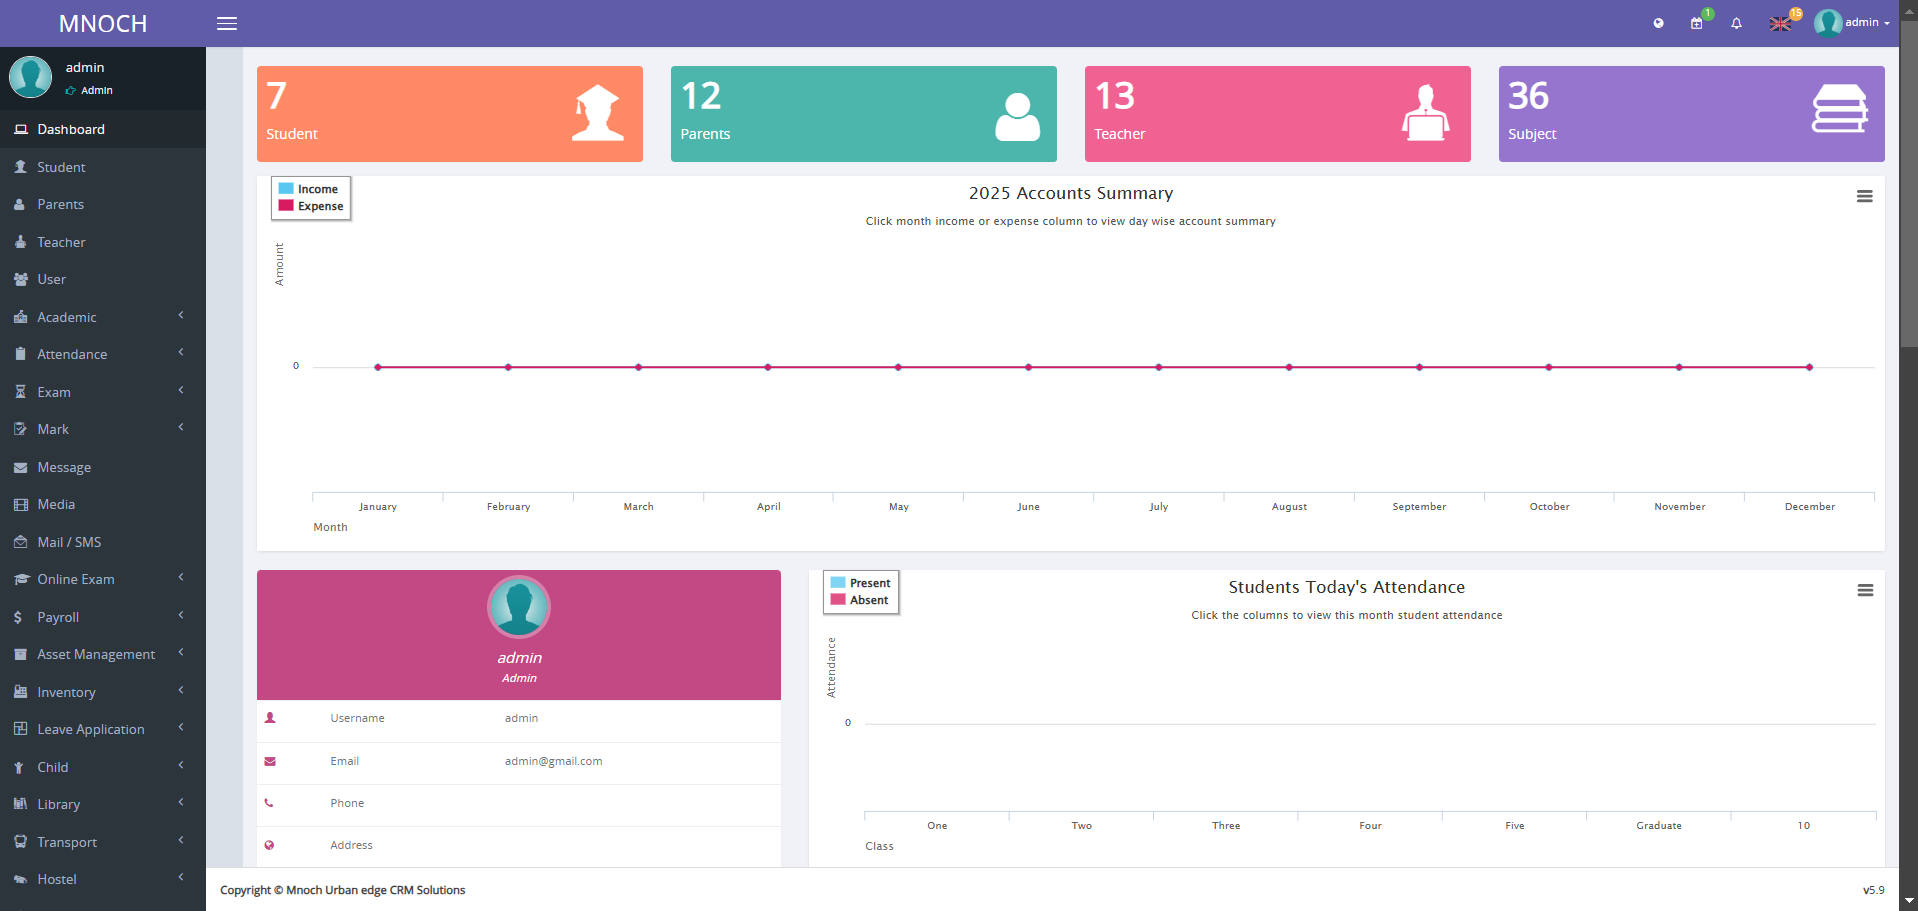 MNOCH
1
15
admin
admin
Admin
Dashboard
Student
Parents
Teacher
User
Academic
Attendance
Exam
Mark
Message
Media
Mail / SMS
Online Exam
Payroll
Asset Management
Inventory
Leave Application
Child
Library
Transport
Hostel
7
Student
12
Parents
13
Teacher
36
Subject
Income
Expense
2025 Accounts Summary
Click month income or expense column to view day wise account summary
Amount
0
January February March April May June July August September October November December
Month
admin
Admin
Username admin
Email admin@gmail.com
Phone
Address
Present
Absent
Students Today's Attendance
Click the columns to view this month student attendance
Attendance
0
One Two Three Four Five Graduate 10
Class
Copyright © Mnoch Urban edge CRM Solutions
v5.9